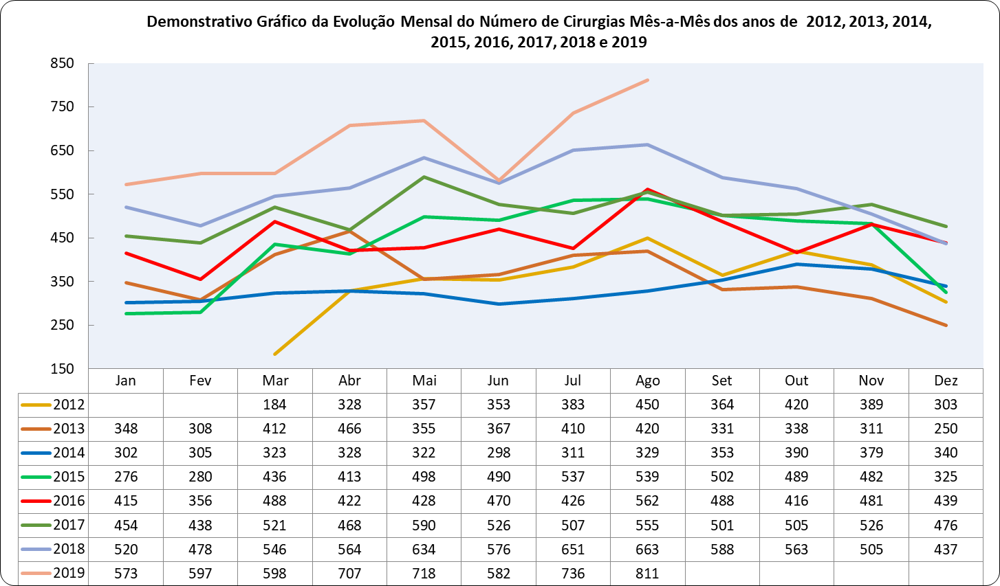 Demonstrativo Gráfico da Evolução Mensal do Número de Cirurgias Mês-a-Mês dos anos de 2012, 2013, 2014,
2015, 2016, 2017, 2018 e 2019
850
750
650
550
450
350
250
150
Jan Fev Mar Abr Mai Jun Jul Ago Set Out Nov Dez
2012 184 328 357 353 383 450 364 420 389 303
2013 348 308 412 466 355 367 410 420 331 338 311 250
2014 302 305 323 328 322 298 311 329 353 390 379 340
2015 276 280 436 413 498 490 537 539 502 489 482 325
2016 415 356 488 422 428 470 426 562 488 416 481 439
2017 454 438 521 468 590 526 507 555 501 505 526 476
2018 520 478 546 564 634 576 651 663 588 563 505 437
2019 573 597 598 707 718 582 736 811